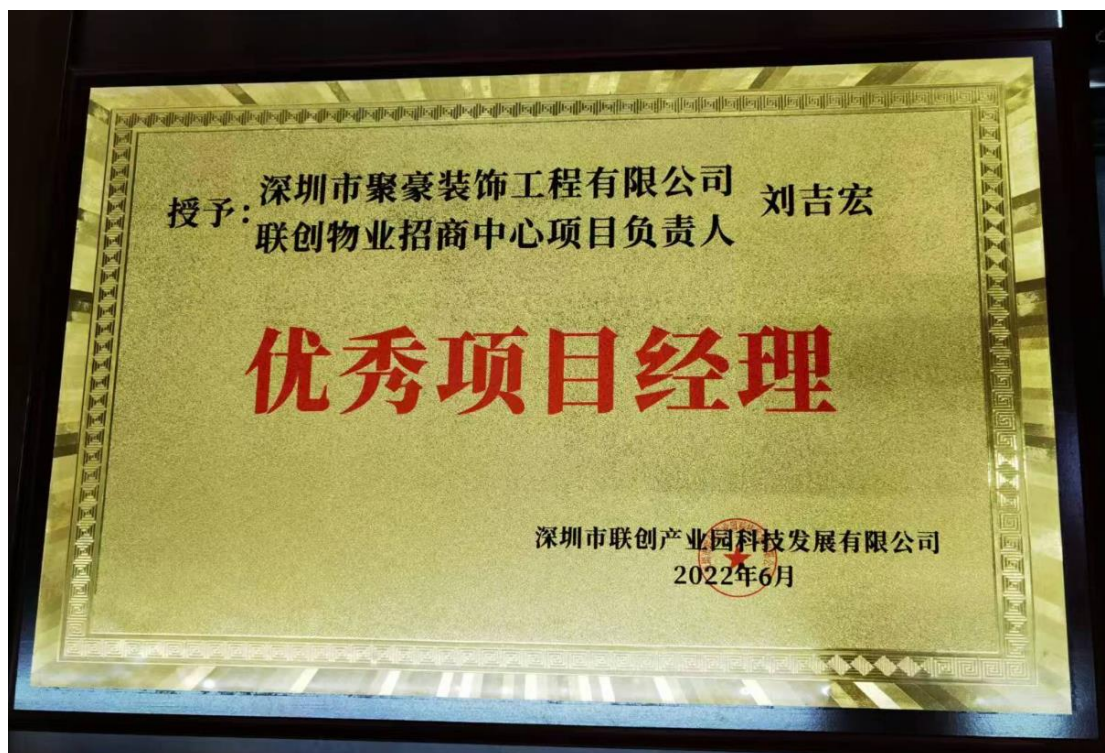 授予：深圳市聚豪装饰工程有限公司 刘吉宏
联创物业招商中心项目负责人
优秀项目经理
深圳市联创产业园科技发展有限公司
2022年6月